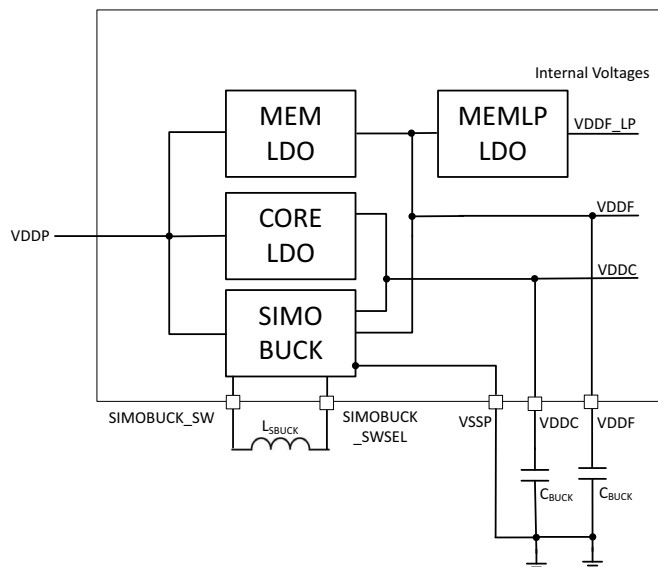 Internal Voltages
MEM
LDO
MEMLP
LDO
VDDF_LP
CORE
LDO
VDDF
VDDP
VDDC
SIMO
BUCK
SIMOBUCK_SW
LSBUCK
SIMOBUCK
_SWSEL
VSSP
VDDC
VDDF
CBUCK
CBUCK